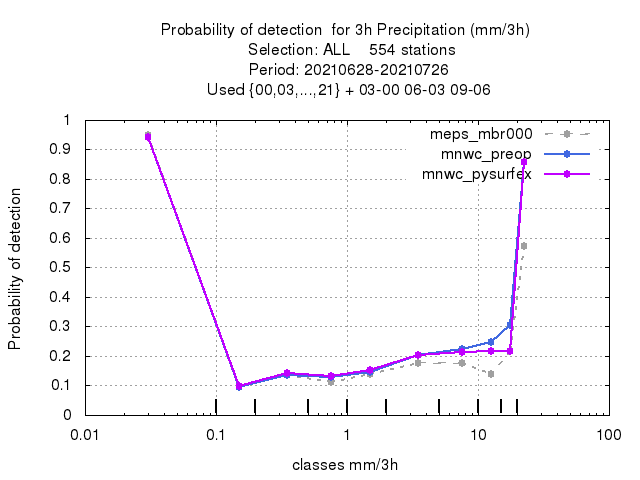 Probability of detection  for 3h Precipitation (mm/3h)
Selection: ALL    554 stations
Period: 20210628-20210726
Used {00,03,...,21} + 03-00 06-03 09-06
meps_mbr000
mnwc_preop
mnwc_pysurfex
1
0.9
0.8
0.7
0.6
0.5
0.4
0.3
0.2
0.1
0
Probability of detection
0.01 0.1 1 10 100
classes mm/3h